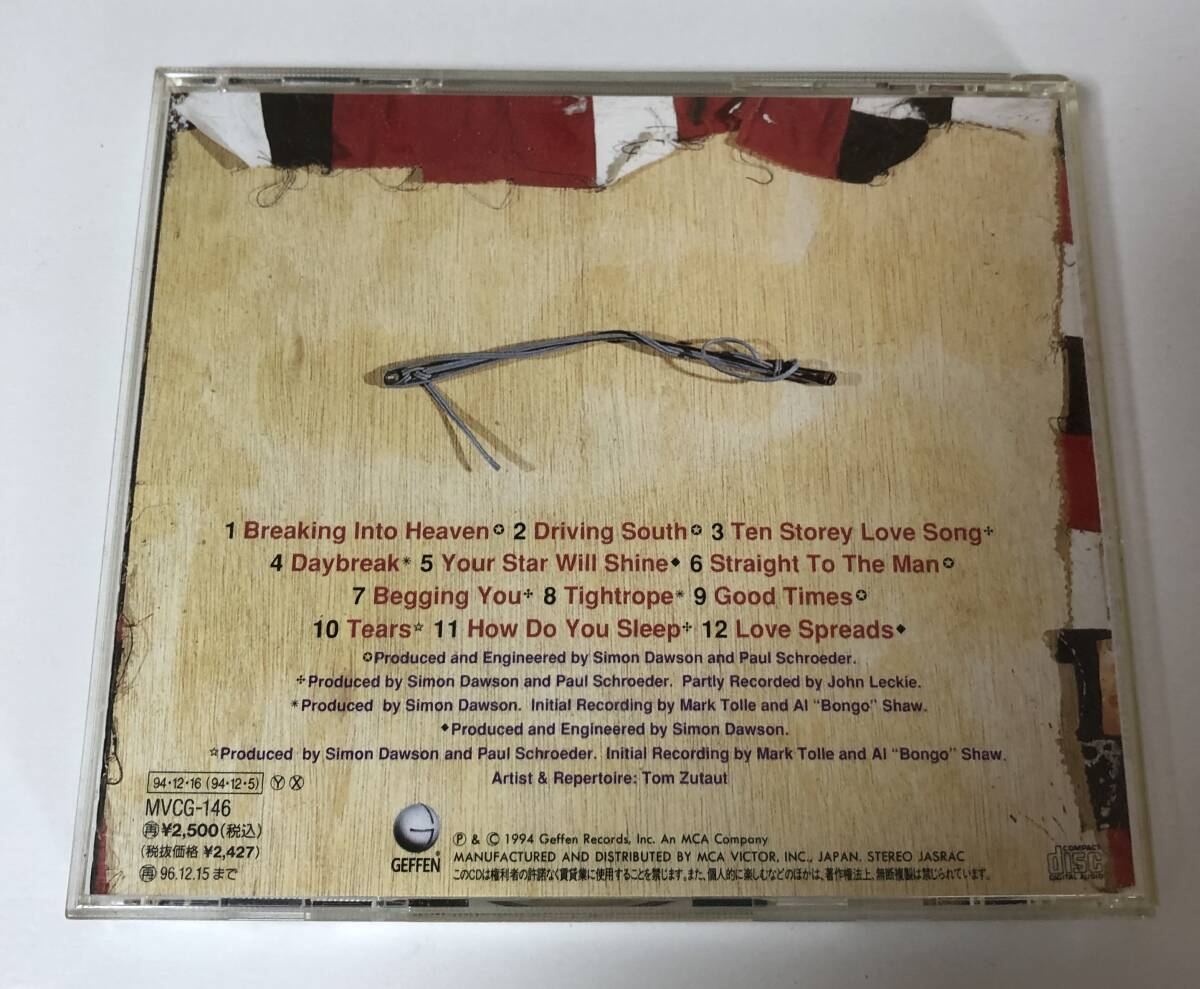 1 Breaking Into Heaven✪ 2 Driving South✪ 3 Ten Storey Love Song✣
4 Daybreak* 5 Your Star Will Shine◆ 6 Straight To The Man✪
7 Begging You✣ 8 Tightrope* 9 Good Times✪
10 Tears☆ 11 How Do You Sleep✣ 12 Love Spreads◆
✪Produced and Engineered by Simon Dawson and Paul Schroeder.
✣Produced by Simon Dawson and Paul Schroeder. Partly Recorded by John Leckie.
*Produced by Simon Dawson. Initial Recording by Mark Tolle and Al "Bongo" Shaw.
◆Produced and Engineered by Simon Dawson.
☆Produced by Simon Dawson and Paul Schroeder. Initial Recording by Mark Tolle and Al "Bongo" Shaw.
Artist & Repertoire: Tom Zutaut
94・12・16 (94・12・5) Ⓨ Ⓧ
MVCG-146
㊢¥2,500(税込)
(税抜価格 ¥2,427)
再 96.12.15 まで
GEFFEN®
Ⓟ & © 1994 Geffen Records, Inc. An MCA Company
MANUFACTURED AND DISTRIBUTED BY MCA VICTOR, INC., JAPAN. STEREO JASRAC
このCDは権利者の許諾なく賃貸業に使用することを禁じます。また、個人的に楽しむなどのほかは、著作権法上、無断複製は禁じられています。
COMPACT
disc
DIGITAL AUDIO